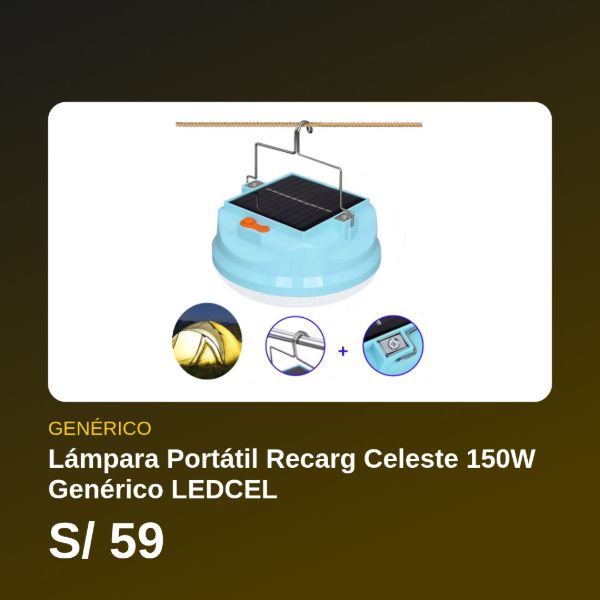 +
GENÉRICO
Lámpara Portátil Recarg Celeste 150W
Genérico LEDCEL
S/ 59